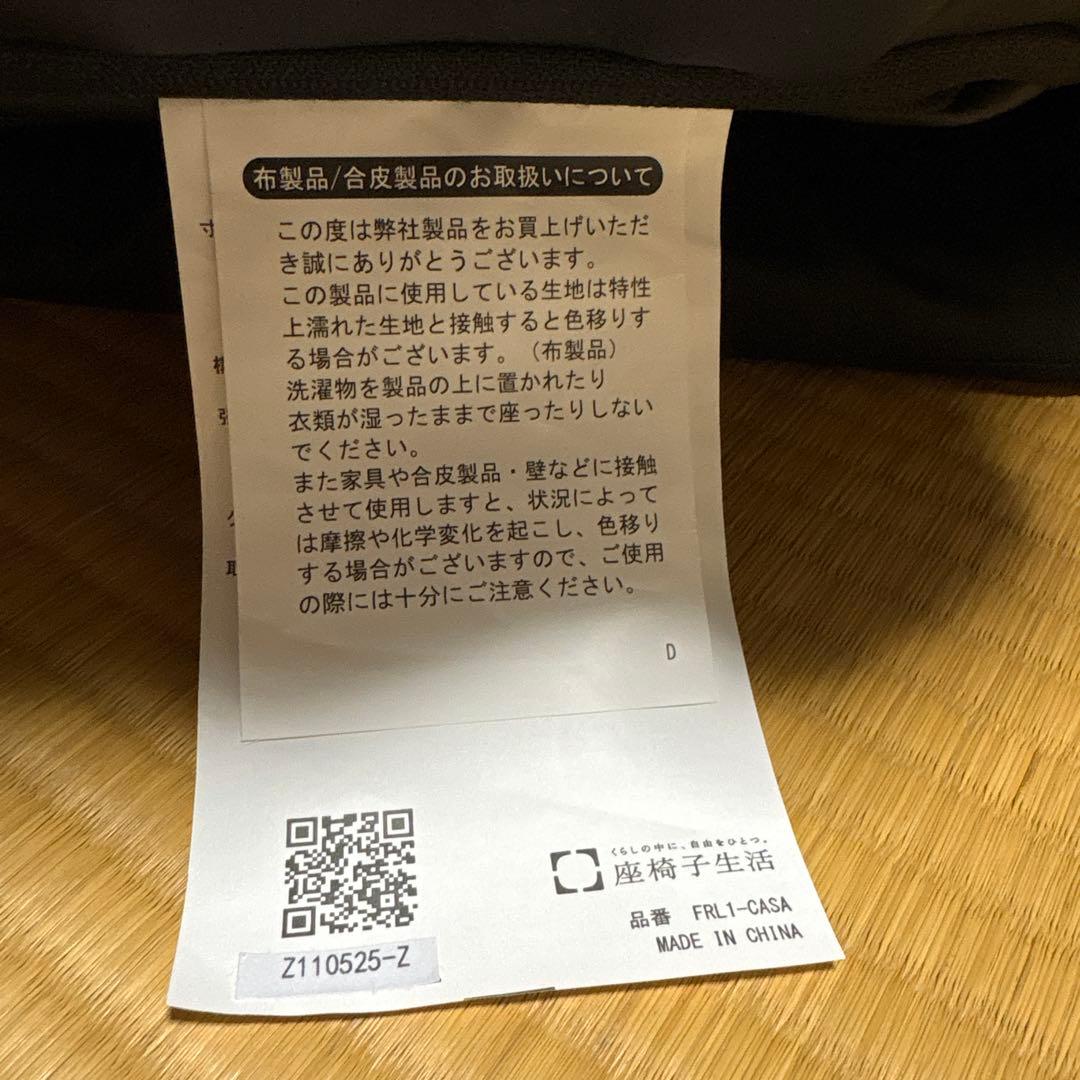 布製品/合皮製品のお取扱いについて
この度は弊社製品をお買上げいただ
き誠にありがとうございます。
この製品に使用している生地は特性
上濡れた生地と接触すると色移りす
る場合がございます。（布製品）
洗濯物を製品の上に置かれたり
衣類が湿ったままで座ったりしない
でください。
また家具や合皮製品・壁などに接触
させて使用しますと、状況によって
は摩擦や化学変化を起こし、色移り
する場合がございますので、ご使用
の際には十分にご注意ください。
D
寸
取
Z110525-Z
くらしの中に、自由をひとつ。
座椅子生活
品番 FRL1-CASA
MADE IN CHINA